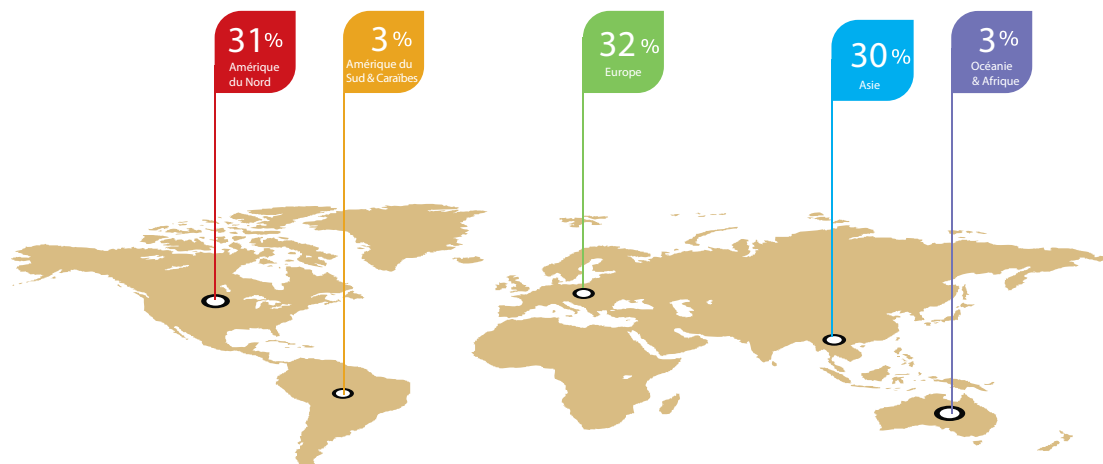 31%
Amérique
du Nord
3%
Amérique du
Sud & Caraïbes
32%
Europe
30%
Asie
3%
Océanie
& Afrique